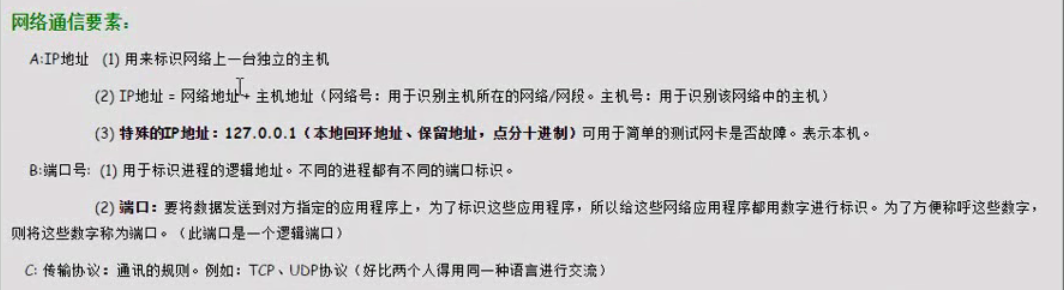 网络通信要素：
A:IP地址 (1) 用来标识网络上一台独立的主机
(2) IP地址 = 网络地址 + 主机地址（网络号：用于识别主机所在的网络/网段。主机号：用于识别该网络中的主机）
(3) 特殊的IP地址：127.0.0.1（本地回环地址、保留地址，点分十进制）可用于简单的测试网卡是否故障。表示本机。
B:端口号: (1) 用于标识进程的逻辑地址。不同的进程都有不同的端口标识。
(2) 端口：要将数据发送到对方指定的应用程序上，为了标识这些应用程序，所以给这些网络应用程序都用数字进行标识。为了方便称呼这些数字，
则将这些数字称为端口。（此端口是一个逻辑端口）
C: 传输协议：通讯的规则。例如：TCP、UDP协议（好比两个人得用同一种语言进行交流）